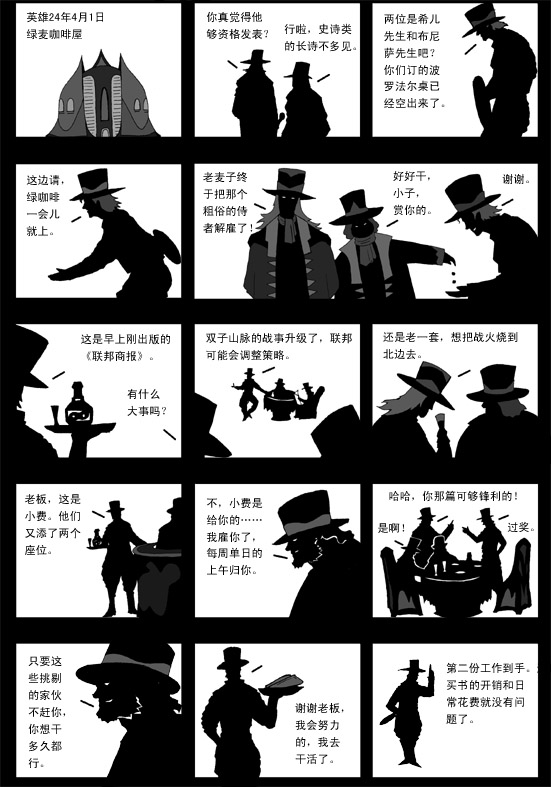 英雄24年4月1日
绿麦咖啡屋
你真觉得他
够资格发表?
行啦,史诗类
的长诗不多见。
两位是希儿
先生和布尼
萨先生吧?
你们订的波
罗法尔桌已
经空出来了。
这边请,
绿咖啡
一会儿
就上。
老麦子终
于把那个
粗俗的侍
者解雇了!
好好干,
小子,
赏你的。
谢谢。
这是早上刚出版的
《联邦商报》。
有什么
大事吗?
双子山脉的战事升级了,联邦
可能会调整策略。
还是老一套,想把战火烧到
北边去。
老板,这是
小费。他们
又添了两个
座位。
不,小费是
给你的……
我雇你了,
每周单日的
上午归你。
哈哈,你那篇可够锋利的!
是啊!
过奖。
只要这
些挑剔
的家伙
不赶你,
你想干
多久都
行。
谢谢老板,
我会努力
的,我去
干活了。
第二份工作到手。
买书的开销和日
常花费就没有问
题了。